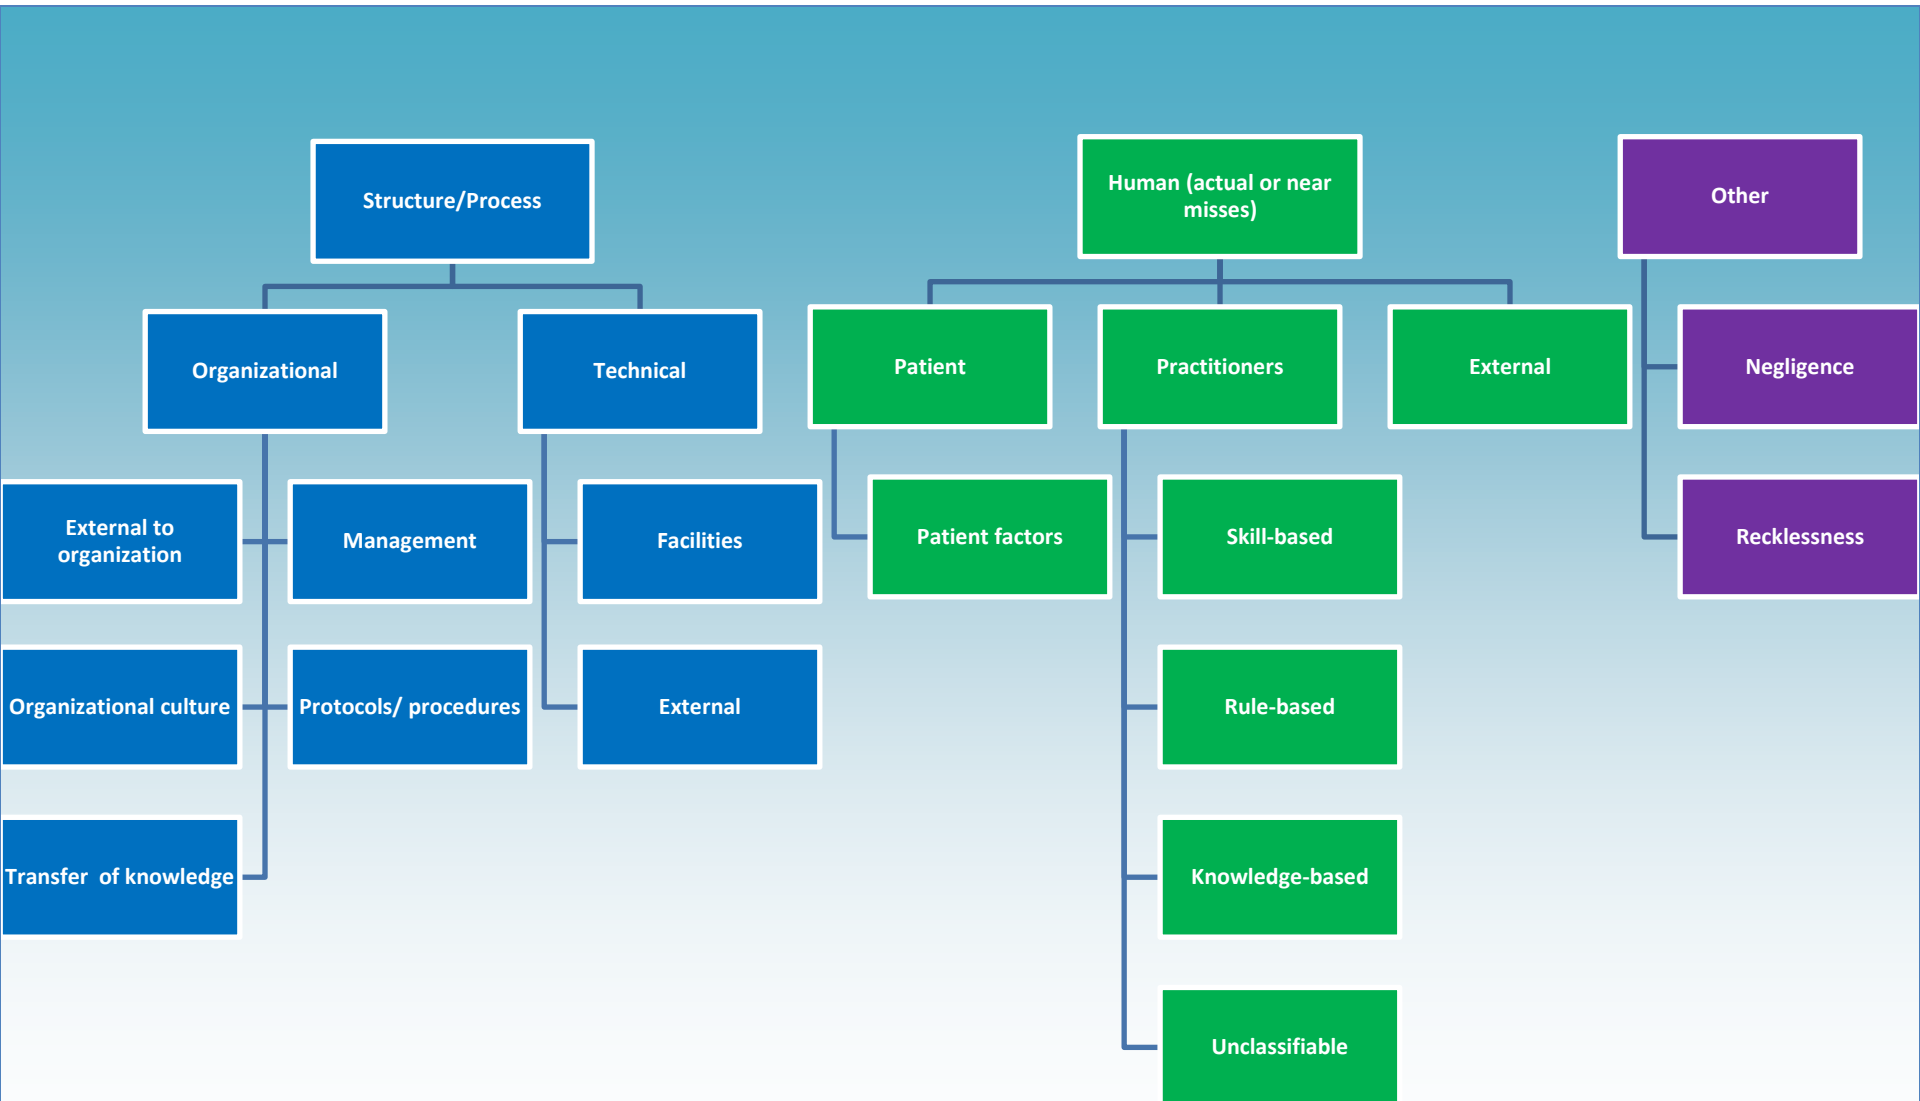 Structure/Process
Human (actual or near
misses)
Other
Organizational
Technical
Patient
Practitioners
External
Negligence
External to
organization
Management
Facilities
Patient factors
Skill-based
Recklessness
Organizational culture
Protocols/ procedures
External
Rule-based
Transfer  of knowledge
Knowledge-based
Unclassifiable